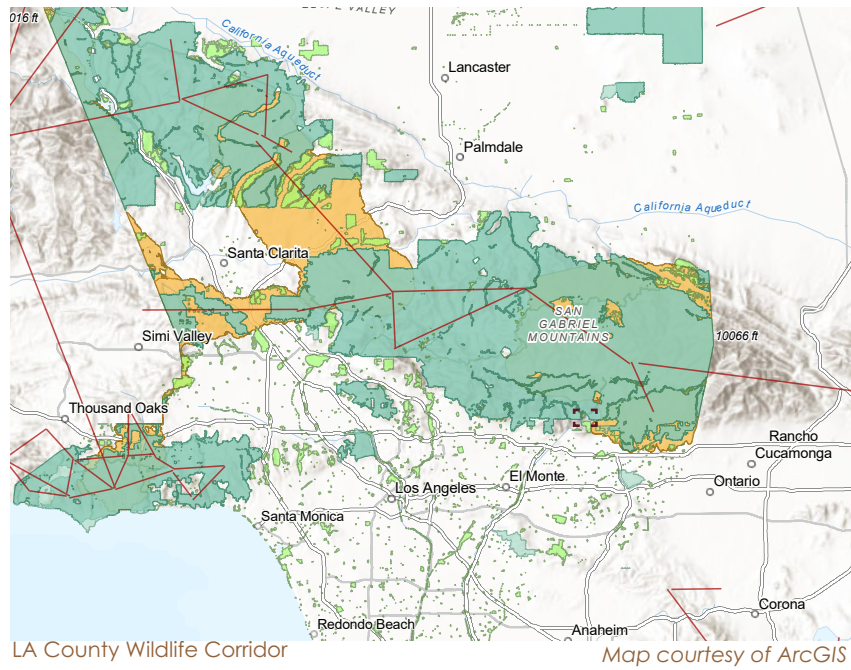 VALLEY
016 ft
California Aqueduct
Lancaster
Palmdale
California Aqueduct
Santa Clarita
SAN
GABRIEL
MOUNTAINS
10066 ft
Simi Valley
Thousand Oaks
Rancho
Cucamonga
El Monte
Ontario
Los Angeles
Santa Monica
Redondo Beach
Corona
Anaheim
LA County Wildlife Corridor
Map courtesy of ArcGIS